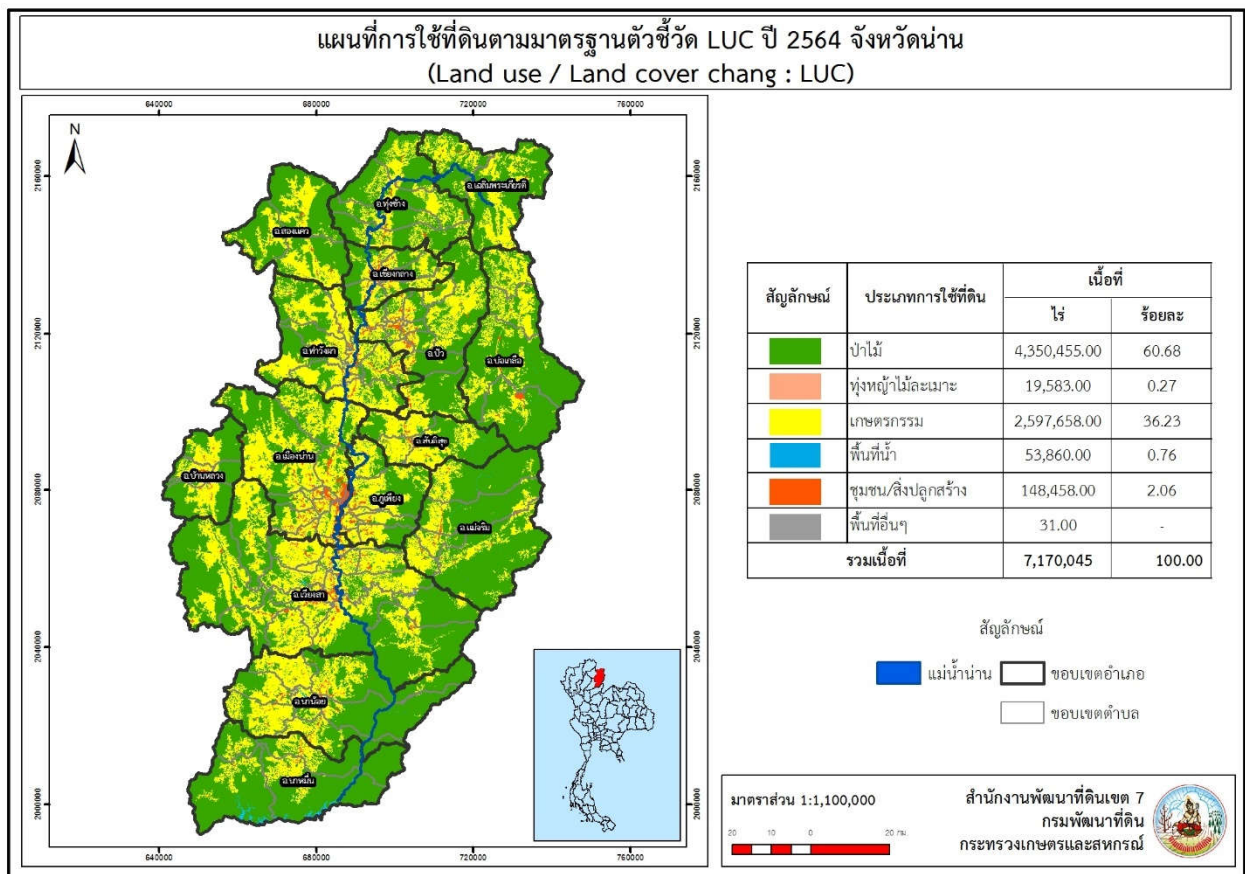 แผนที่การใช้ที่ดินตามมาตรฐานตัวชี้วัด LUC ปี 2564 จังหวัดน่าน
(Land use / Land cover chang : LUC)
640000 680000 720000 760000
N
2160000 2160000
2120000 2120000
2080000 2080000
2040000 2040000
2000000 2000000
อ.เฉลิมพระเกียรติ
อ.ทุ่งช้าง
อ.สองแคว
อ.เชียงกลาง
อ.ท่าวังผา
อ.ปัว
อ.บ่อเกลือ
อ.สันติสุข
อ.เมืองน่าน
อ.บ้านหลวง
อ.ภูเพียง
อ.แม่จริม
อ.เวียงสา
อ.นาน้อย
อ.นาหมื่น
640000 680000 720000 760000
สัญลักษณ์ ประเภทการใช้ที่ดิน เนื้อที่
ไร่ ร้อยละ
ป่าไม้ 4,350,455.00 60.68
ทุ่งหญ้าไม้ละเมาะ 19,583.00 0.27
เกษตรกรรม 2,597,658.00 36.23
พื้นที่น้ำ 53,860.00 0.76
ชุมชน/สิ่งปลูกสร้าง 148,458.00 2.06
พื้นที่อื่นๆ 31.00 -
รวมเนื้อที่ 7,170,045 100.00
สัญลักษณ์
แม่น้ำน่าน ขอบเขตอำเภอ
ขอบเขตตำบล
มาตราส่วน 1:1,100,000
20 10 0 20 กม
สำนักงานพัฒนาที่ดินเขต 7
กรมพัฒนาที่ดิน
กระทรวงเกษตรและสหกรณ์